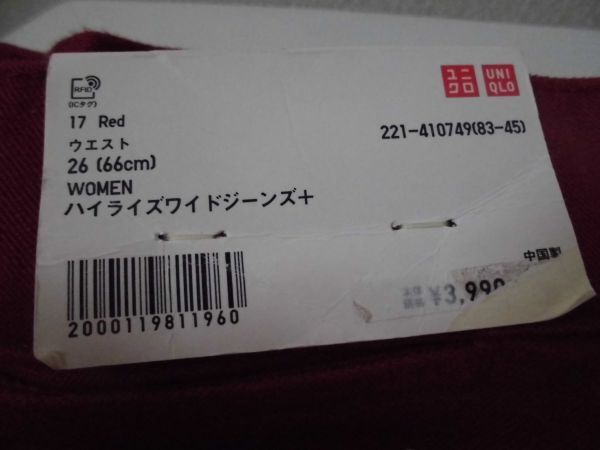 RFID
(ICタグ)
ユニクロ
UNIQLO
17 Red
221-410749(83-45)
ウエスト
26 (66cm)
WOMEN
ハイライズワイドジーンズ+
中国製
¥3,990
2000119811960